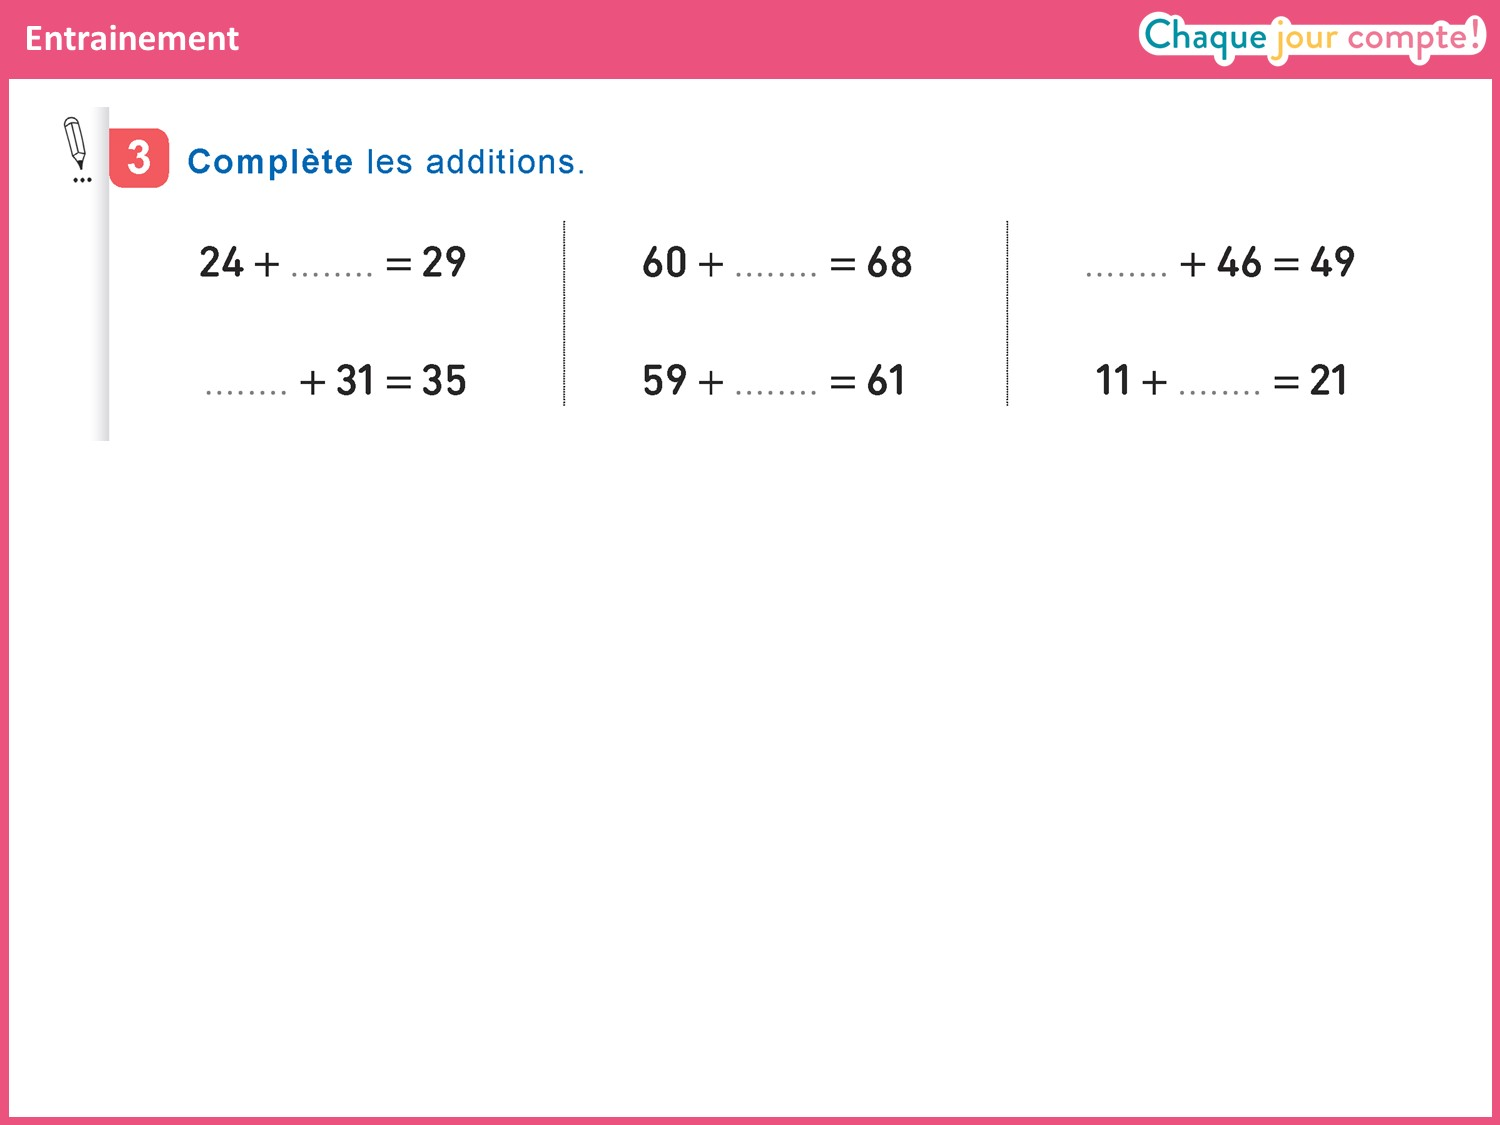 Entrainement
Chaque jour compte!
3 Complète les additions.
24 + ........ = 29
60 + ........ = 68
........ + 46 = 49
........ + 31 = 35
59 + ........ = 61
11 + ........ = 21